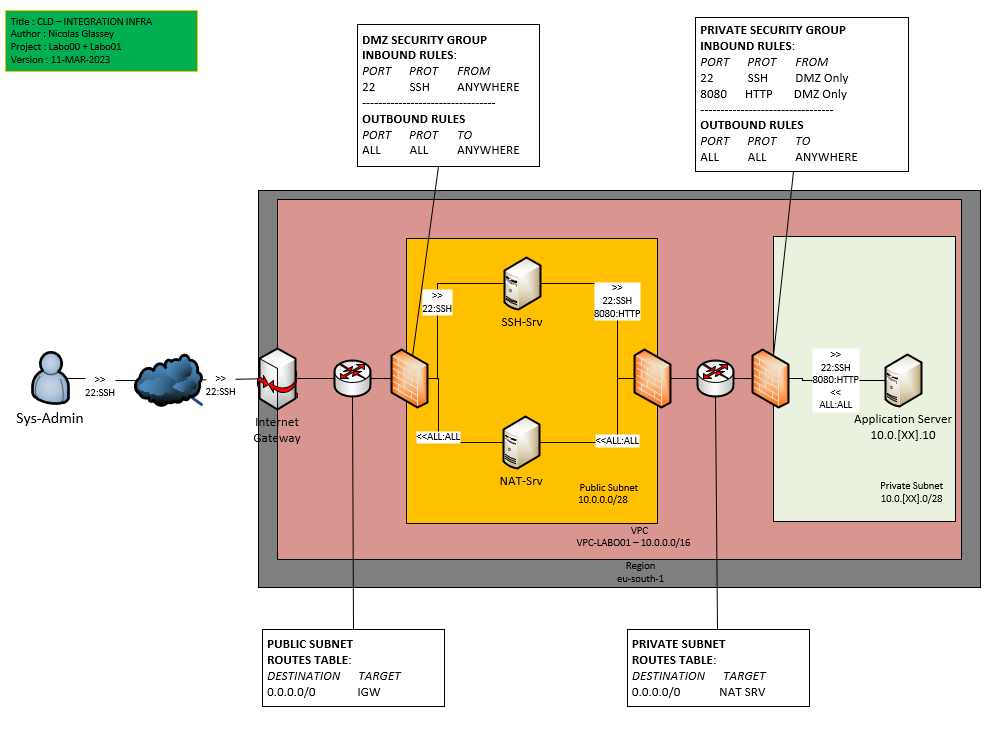 Title : CLD – INTEGRATION INFRA
Author : Nicolas Glassey
Project : Labo00 + Labo01
Version : 11-MAR-2023
DMZ SECURITY GROUP
INBOUND RULES:
PORT PROT FROM
22 SSH ANYWHERE
---------------------------------
OUTBOUND RULES
PORT PROT TO
ALL ALL ANYWHERE
PRIVATE SECURITY GROUP
INBOUND RULES:
PORT PROT FROM
22 SSH DMZ Only
8080 HTTP DMZ Only
---------------------------------
OUTBOUND RULES
PORT PROT TO
ALL ALL ANYWHERE
Sys-Admin
>>
22:SSH
>>
22:SSH
Internet
Gateway
>>
22:SSH
SSH-Srv
>>
22:SSH
8080:HTTP
<<ALL:ALL
NAT-Srv
<<ALL:ALL
Public Subnet
10.0.0.0/28
>>
22:SSH
8080:HTTP
<<
ALL:ALL
Application Server
10.0.[XX].10
Private Subnet
10.0.[XX].0/28
VPC
VPC-LABO01 – 10.0.0.0/16
Region
eu-south-1
PUBLIC SUBNET
ROUTES TABLE:
DESTINATION TARGET
0.0.0.0/0 IGW
PRIVATE SUBNET
ROUTES TABLE:
DESTINATION TARGET
0.0.0.0/0 NAT SRV